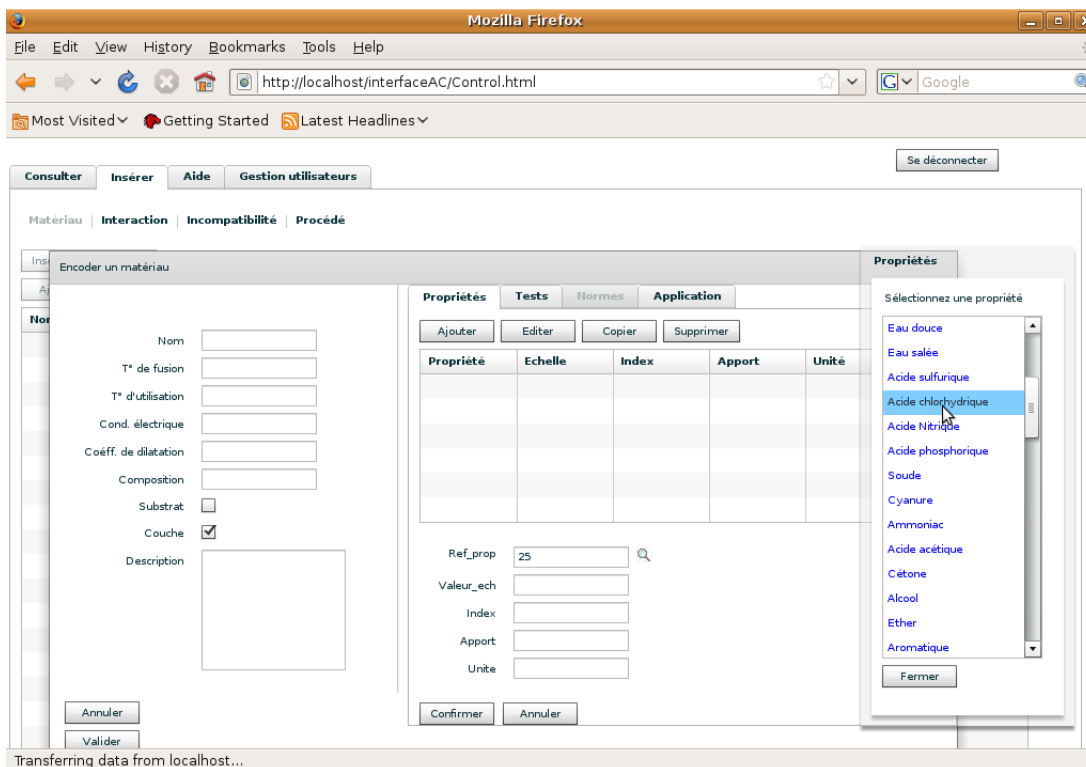 Mozilla Firefox
File Edit View History Bookmarks Tools Help
http://localhost/interfaceAC/Control.html
G Google
Most Visited Getting Started Latest Headlines
Se déconnecter
Consulter Insérer Aide Gestion utilisateurs
Matériau | Interaction | Incompatibilité | Procédé
Encoder un matériau
Nom
T° de fusion
T° d'utilisation
Cond. électrique
Coéff. de dilatation
Composition
Substrat
Couche
Description
Annuler
Valider
Propriétés Tests Normes Application
Ajouter Editer Copier Supprimer
Propriété Echelle Index Apport Unité
Ref_prop 25
Valeur_ech
Index
Apport
Unite
Confirmer Annuler
Propriétés
Sélectionnez une propriété
Eau douce
Eau salée
Acide sulfurique
Acide chlorhydrique
Acide Nitrique
Acide phosphorique
Soude
Cyanure
Ammoniac
Acide acétique
Cétone
Alcool
Ether
Aromatique
Fermer
Transferring data from localhost...